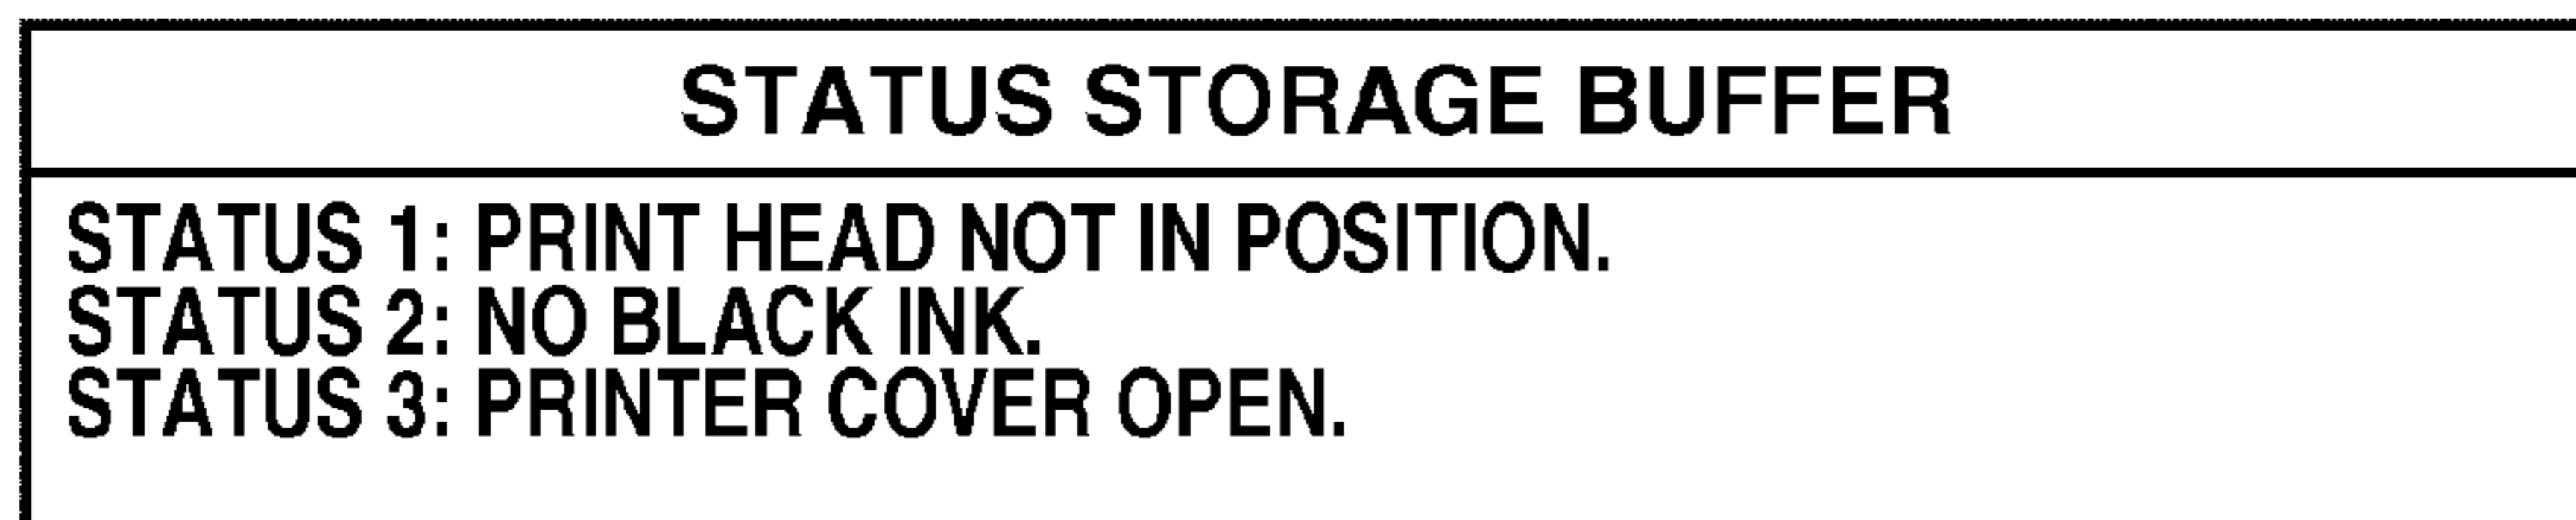 STATUS STORAGE BUFFER
STATUS 1: PRINT HEAD NOT IN POSITION.
STATUS 2: NO BLACK INK.
STATUS 3: PRINTER COVER OPEN.